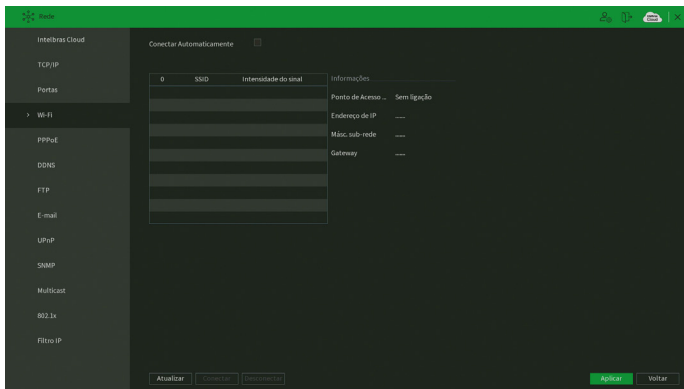 Rede
Intelbras Cloud
Intelbras Cloud
TCP/IP
Portas
> Wi-Fi
PPPoE
DDNS
FTP
E-mail
UPnP
SNMP
Multicast
802.1x
Filtro IP
Conectar Automaticamente
0 SSID Intensidade do sinal
Informações
Ponto de Acesso ... Sem ligação
Endereço de IP ----
Másc. sub-rede ----
Gateway ----
Atualizar Conectar Desconectar
Aplicar Voltar